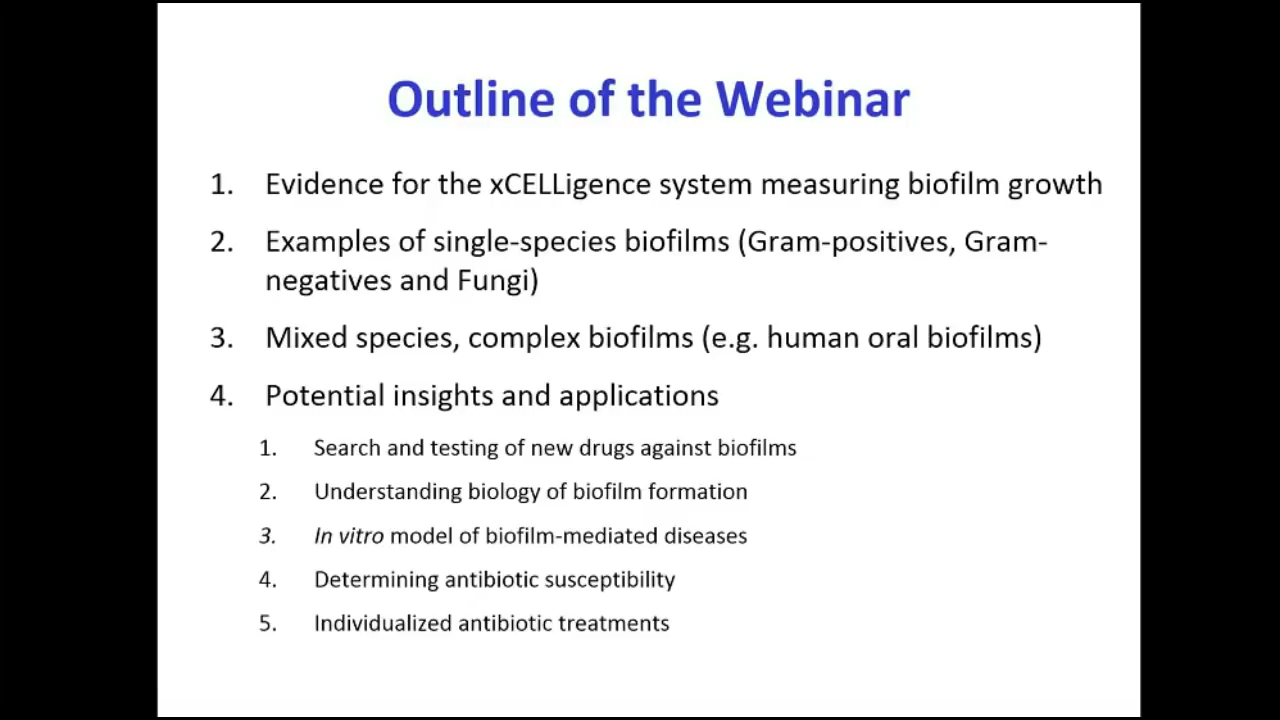 Outline of the Webinar
1. Evidence for the xCELLigence system measuring biofilm growth
2. Examples of single-species biofilms (Gram-positives, Gram-
negatives and Fungi)
3. Mixed species, complex biofilms (e.g. human oral biofilms)
4. Potential insights and applications
1. Search and testing of new drugs against biofilms
2. Understanding biology of biofilm formation
3. In vitro model of biofilm-mediated diseases
4. Determining antibiotic susceptibility
5. Individualized antibiotic treatments